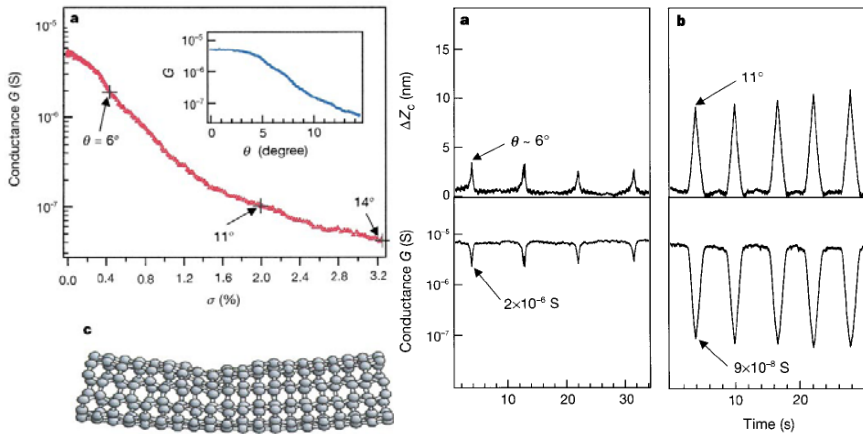 a
Conductance G (S)
10⁻⁵
10⁻⁶
10⁻⁷
θ = 6°
11°
14°
0.0 0.4 0.8 1.2 1.6 2.0 2.4 2.8 3.2
σ (%)
G
10⁻⁵
10⁻⁶
10⁻⁷
0 5 10
θ (degree)
c
a
ΔZc (nm)
15
10
5
0
θ ~ 6°
Conductance G (S)
10⁻⁵
10⁻⁶
10⁻⁷
2×10⁻⁶ S
10 20 30
b
11°
9×10⁻⁸ S
10 20
Time (s)